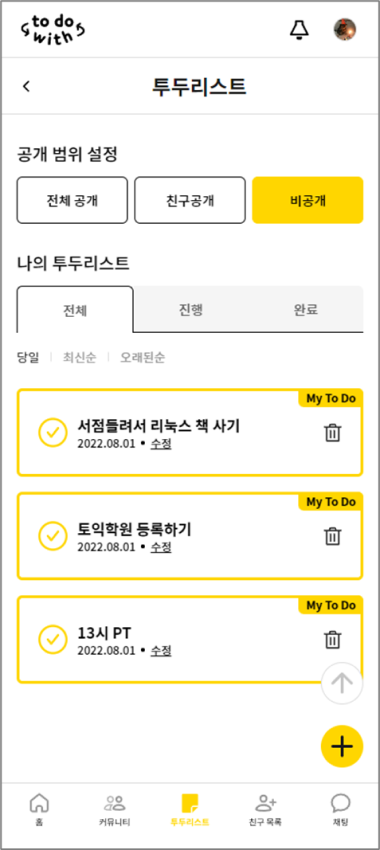 to do
with
투두리스트
공개 범위 설정
전체 공개
친구공개
비공개
나의 투두리스트
전체
진행
완료
당일
최신순
오래된순
My To Do
서점들려서 리눅스 책 사기
2022.08.01 • 수정
My To Do
토익학원 등록하기
2022.08.01 • 수정
My To Do
13시 PT
2022.08.01 • 수정
홈
커뮤니티
투두리스트
친구 목록
채팅